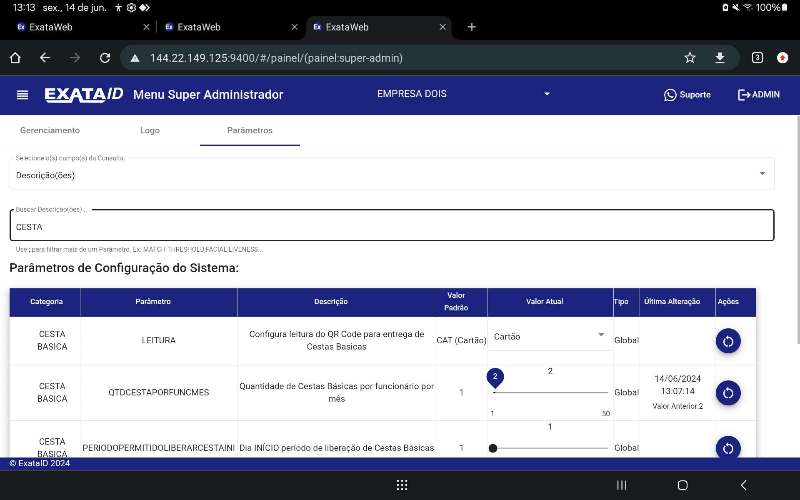 13:13 sex., 14 de jun. 100%
ExataWeb ExataWeb ExataWeb
144.22.149.125:9400/#/painel/(painel:super-admin) 3
EXATAID Menu Super Administrador EMPRESA DOIS Suporte ADMIN
Gerenciamento Logo Parâmetros
Selecione o(s) campo(s) da Consulta:
Descrição(ões)
Buscar Descrição(ões)...
CESTA
Use ; para filtrar mais de um Parâmetro. Ex: MATCH THRESHOLD;FACIAL LIVENESS...
Parâmetros de Configuração do Sistema:
Categoria Parâmetro Descrição Valor Padrão Valor Atual Tipo Última Alteração Ações
CESTA BASICA LEITURA Configura leitura do QR Code para entrega de Cestas Basicas CAT (Cartão) Cartão Global
CESTA BASICA QTDCESTAPORFUNCMES Quantidade de Cestas Básicas por funcionário por mês 1 2 2 1 50 Global 14/06/2024 13:07:14 Valor Anterior:2
CESTA BASICA PERIODOPERMITIDOLIBERARCESTAINI Dia INÍCIO período de liberação de Cestas Básicas 1 1 Global
© ExataID 2024